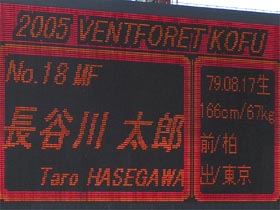 2005 VENTFORET KOFU
No.18 MF
長谷川 太郎
Taro HASEGAWA
79.08.17生
166cm/67kg
前/柏
出/東京